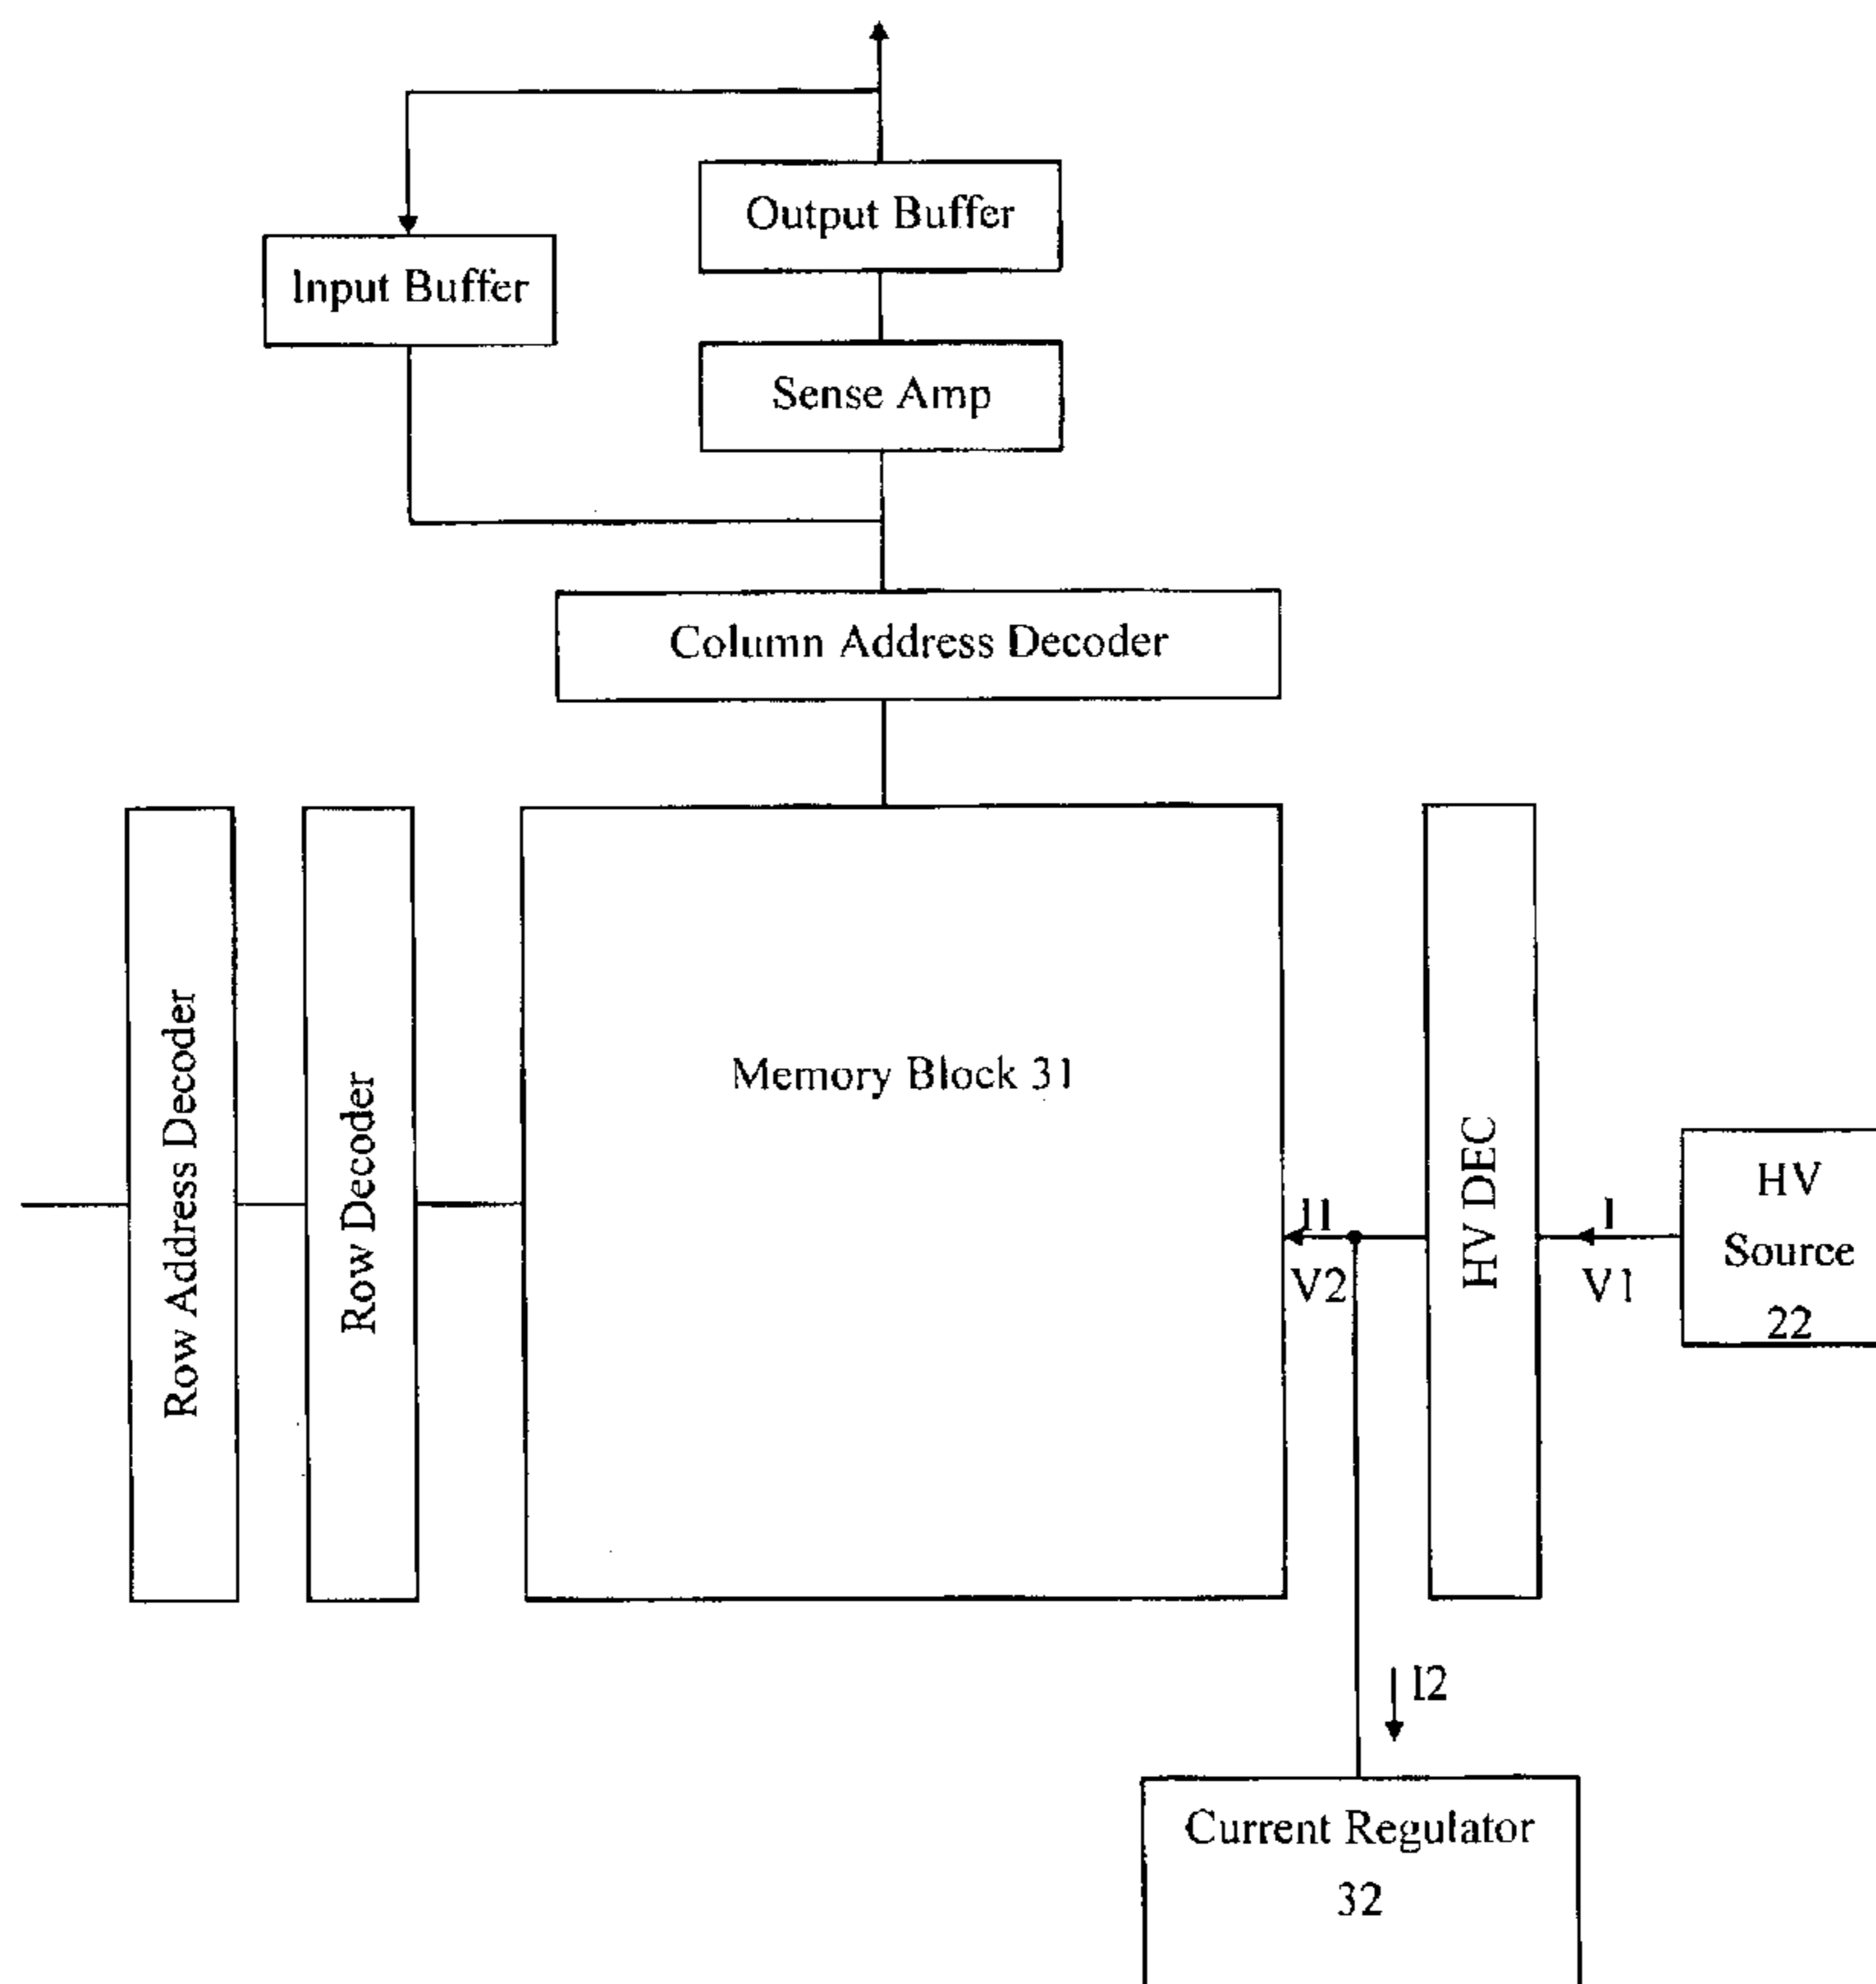 Output Buffer
Input Buffer
Sense Amp
Column Address Decoder
Row Address Decoder
Row Decoder
Memory Block 31
I1
V2
HV DEC
I
V1
HV
Source
22
I2
Current Regulator
32